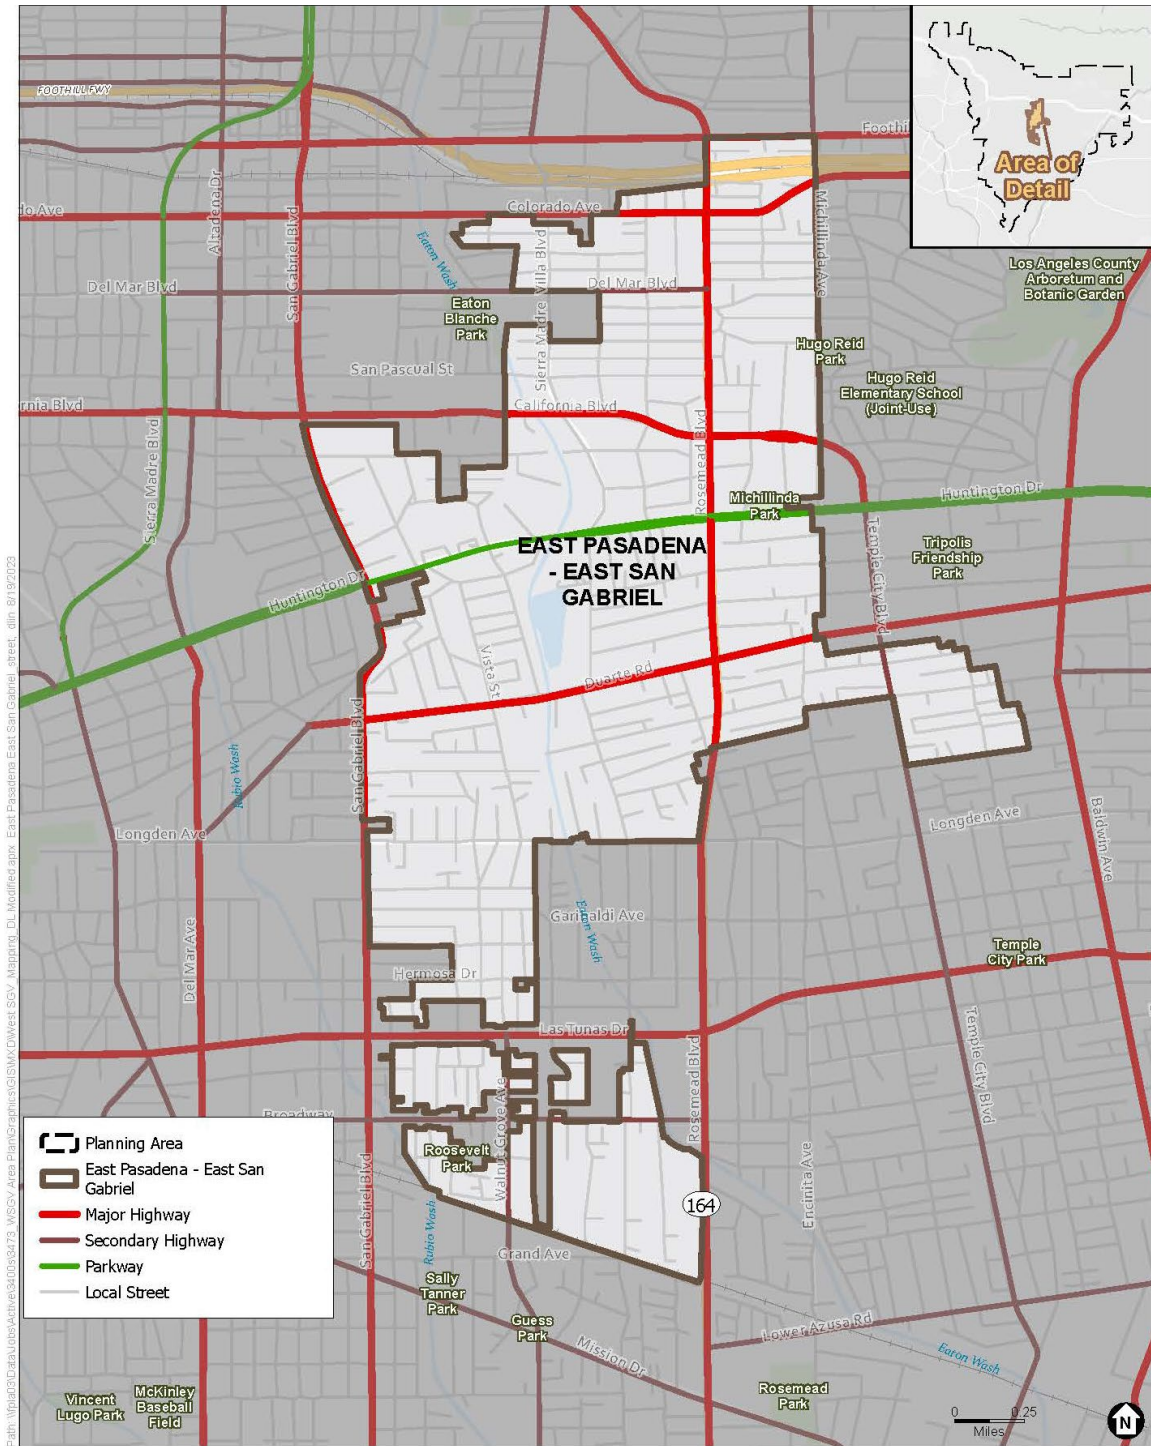 FOOTHILL FWY
Foothi
Area of
Detail
do Ave
Altadena Dr
San Gabriel Blvd
Colorado Ave
Michillinda Ave
Eaton Wash
Sierra Madre Villa Blvd
Los Angeles County
Arboretum and
Botanic Garden
Del Mar Blvd
Del Mar Blvd
Eaton
Blanche
Park
Hugo Reid
Park
San Pascual St
Hugo Reid
Elementary School
(Joint-Use)
rnia Blvd
California Blvd
Sierra Madre Blvd
Rosemead Blvd
Michillinda
Park
Huntington Dr
Temple City Blvd
Tripolis
Friendship
Park
EAST PASADENA
- EAST SAN
GABRIEL
Huntington Dr
Vista St
Duarte Rd
San Gabriel Blvd
Rubio Wash
Longden Ave
Longden Ave
Baldwin Ave
Garibaldi Ave
Eaton Wash
Del Mar Ave
Hermosa Dr
Temple
City Park
Las Tunas Dr
Rosemead Blvd
Temple City Blvd
Walnut Grove Ave
Broadway
Roosevelt
Park
Encinita Ave
164
San Gabriel Blvd
Rubio Wash
Grand Ave
Sally
Tanner
Park
Guess
Park
Mission Dr
Lower Azusa Rd
Eaton Wash
Rosemead
Park
Vincent
Lugo Park
McKinley
Baseball
Field
Planning Area
East Pasadena - East San
Gabriel
Major Highway
Secondary Highway
Parkway
Local Street
0 0.25
Miles
N